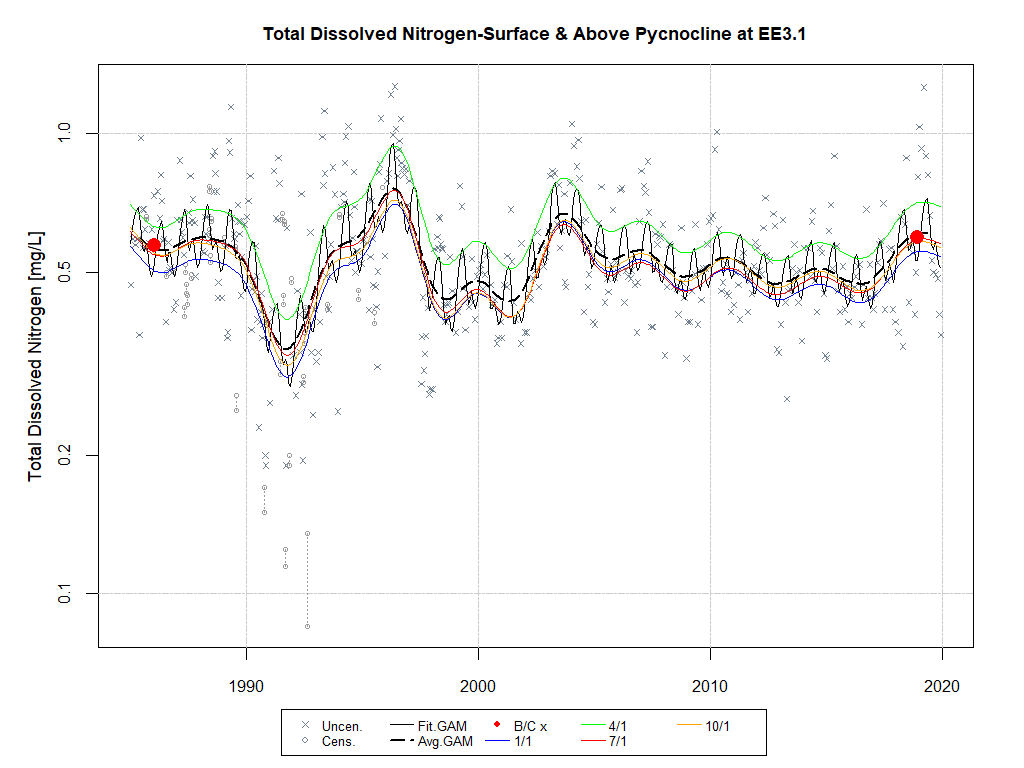 Total Dissolved Nitrogen-Surface & Above Pycnocline at EE3.1
Total Dissolved Nitrogen [mg/L]
1.0
0.5
0.2
0.1
1990 2000 2010 2020
Uncen. Fit.GAM B/C x 4/1 10/1
Cens. Avg.GAM 1/1 7/1